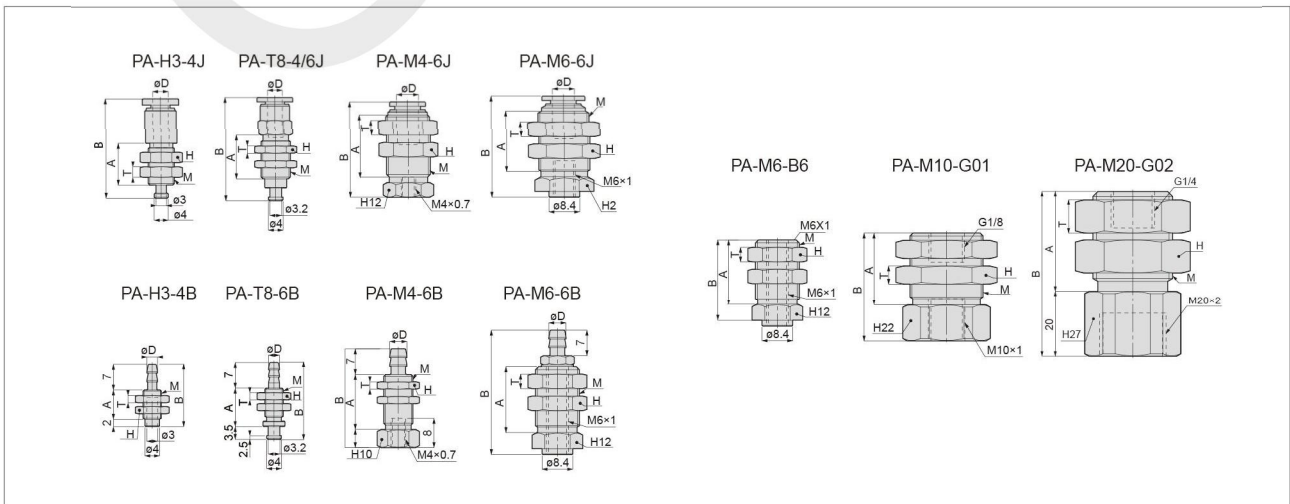 PA-H3-4J
øD
B
A
T
H
M
ø3
ø4
PA-T8-4/6J
øD
B
A
T
H
M
ø3.2
ø4
PA-M4-6J
øD
B
A
T
H
M
H12
M4×0.7
PA-M6-6J
øD
M
B
A
T
H
M6×1
ø8.4
H2
PA-H3-4B
øD
7
M
A
T
B
2
H
ø3
ø4
PA-T8-6B
øD
7
M
A
T
H
B
3.5
2.5
ø3.2
ø4
PA-M4-6B
øD
7
M
T
H
B
A
8
H10
M4×0.7
PA-M6-6B
øD
7
B
T
M
A
H
M6×1
H12
ø8.4
PA-M6-B6
M6X1
M
T
H
B
A
M6×1
H12
ø8.4
PA-M10-G01
G1/8
B
A
T
H
M
H22
M10×1
PA-M20-G02
G1/4
T
A
B
H
M
M20×2
20
H27